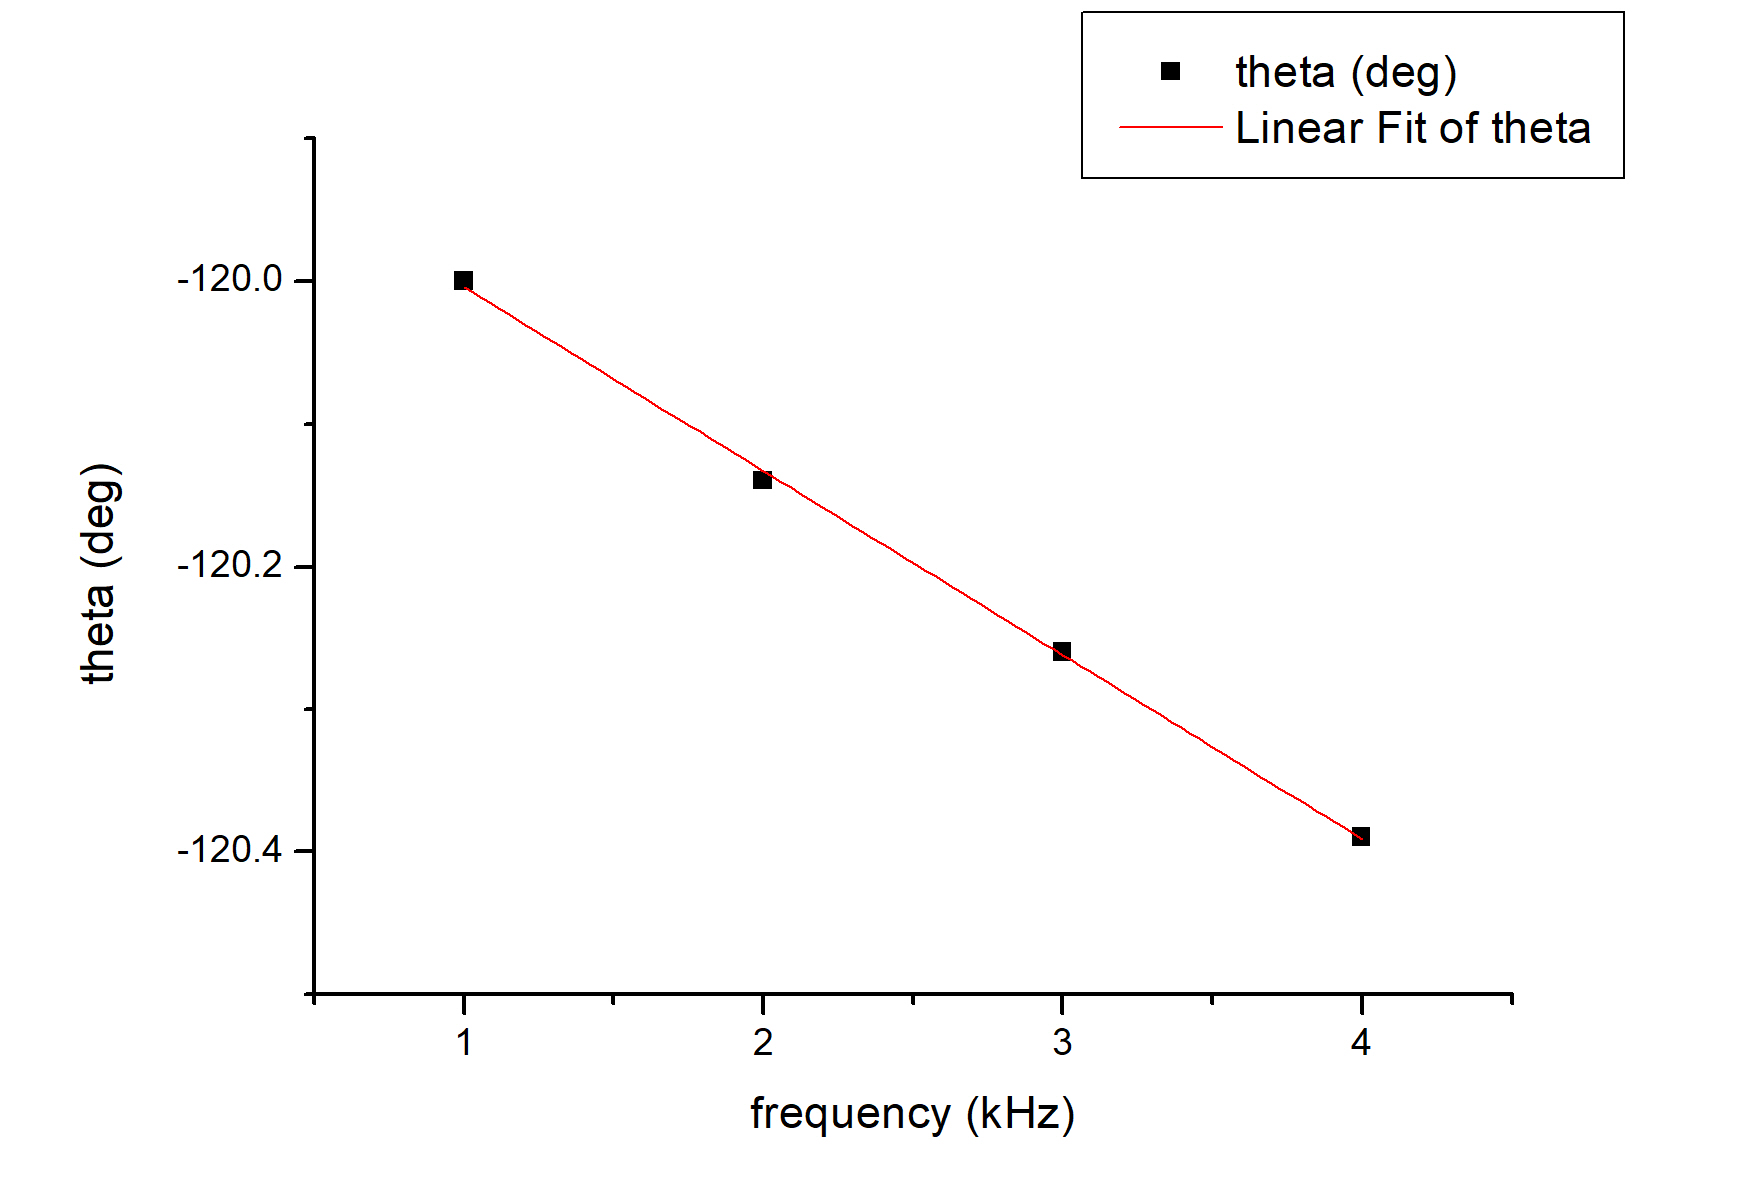 theta (deg)
Linear Fit of theta
-120.0
-120.2
-120.4
theta (deg)
1 2 3 4
frequency (kHz)